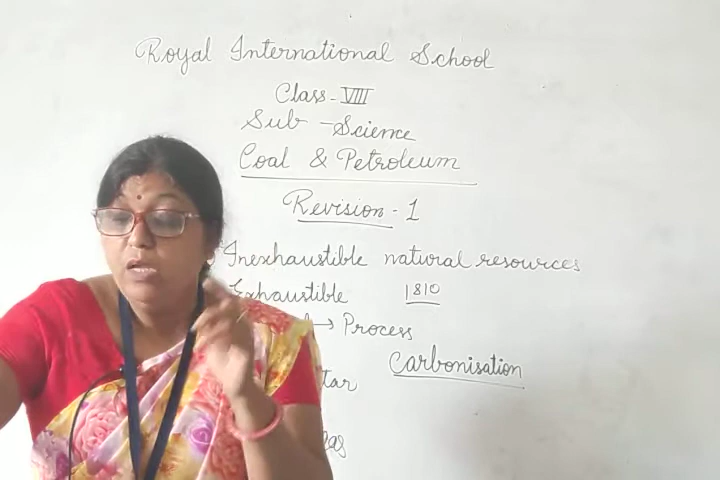 Royal International School
Class-VIII
Sub - Science
Coal & Petroleum
Revision-1
Inexhaustible natural resources
Exhaustible 1810
→ Process
Carbonisation
tar
gas